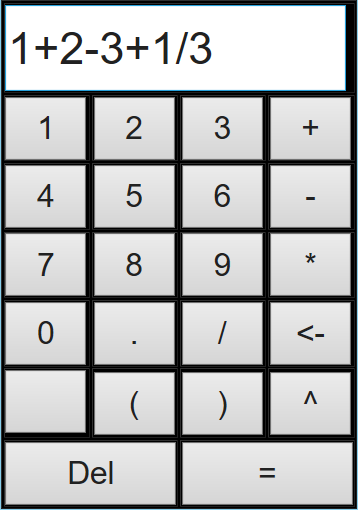 1+2-3+1/3
1 2 3 +
4 5 6 -
7 8 9 *
0 . / <-
( ) ^
Del =